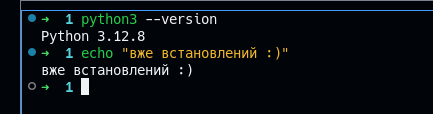 ➜ 1 python3 --version
Python 3.12.8
➜ 1 echo "вже встановлений :)"
вже встановлений :)
➜ 1